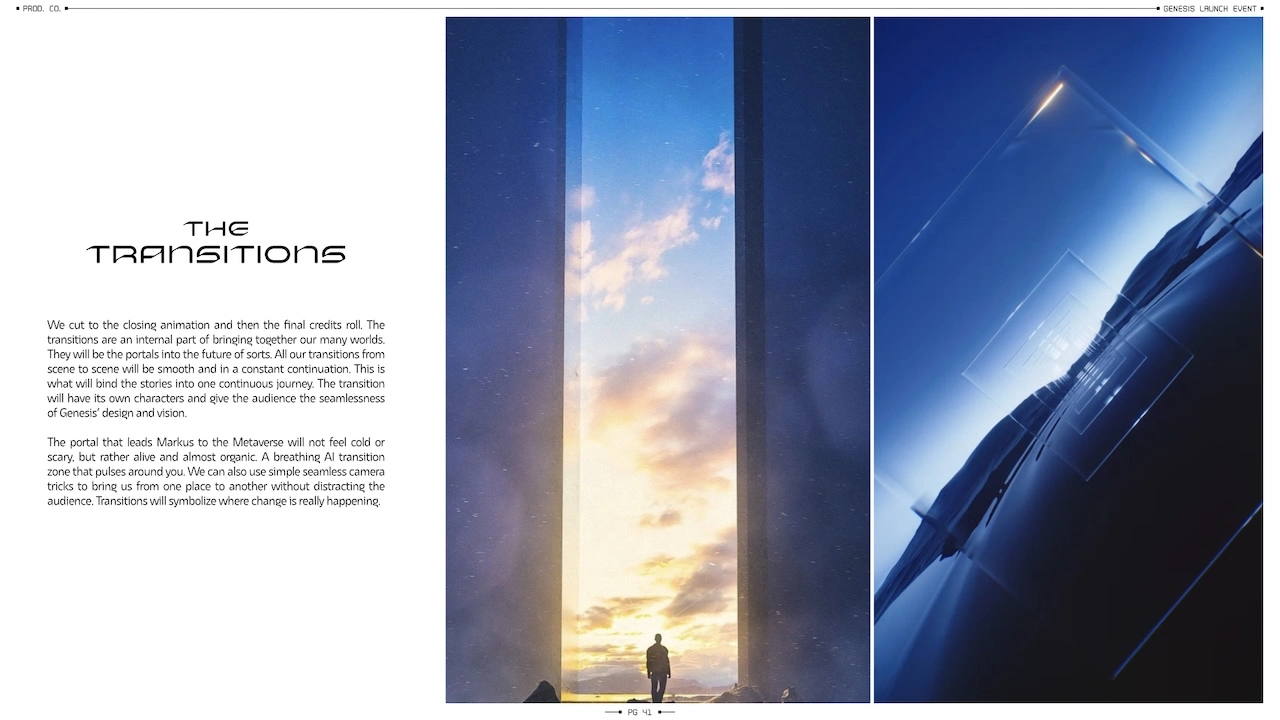 PROD. CO.
GENESIS LAUNCH EVENT
THE
TRANSITIONS
We cut to the closing animation and then the final credits roll. The
transitions are an internal part of bringing together our many worlds.
They will be the portals into the future of sorts. All our transitions from
scene to scene will be smooth and in a constant continuation. This is
what will bind the stories into one continuous journey. The transition
will have its own characters and give the audience the seamlessness
of Genesis' design and vision.
The portal that leads Markus to the Metaverse will not feel cold or
scary, but rather alive and almost organic. A breathing AI transition
zone that pulses around you. We can also use simple seamless camera
tricks to bring us from one place to another without distracting the
audience. Transitions will symbolize where change is really happening.
PG 41